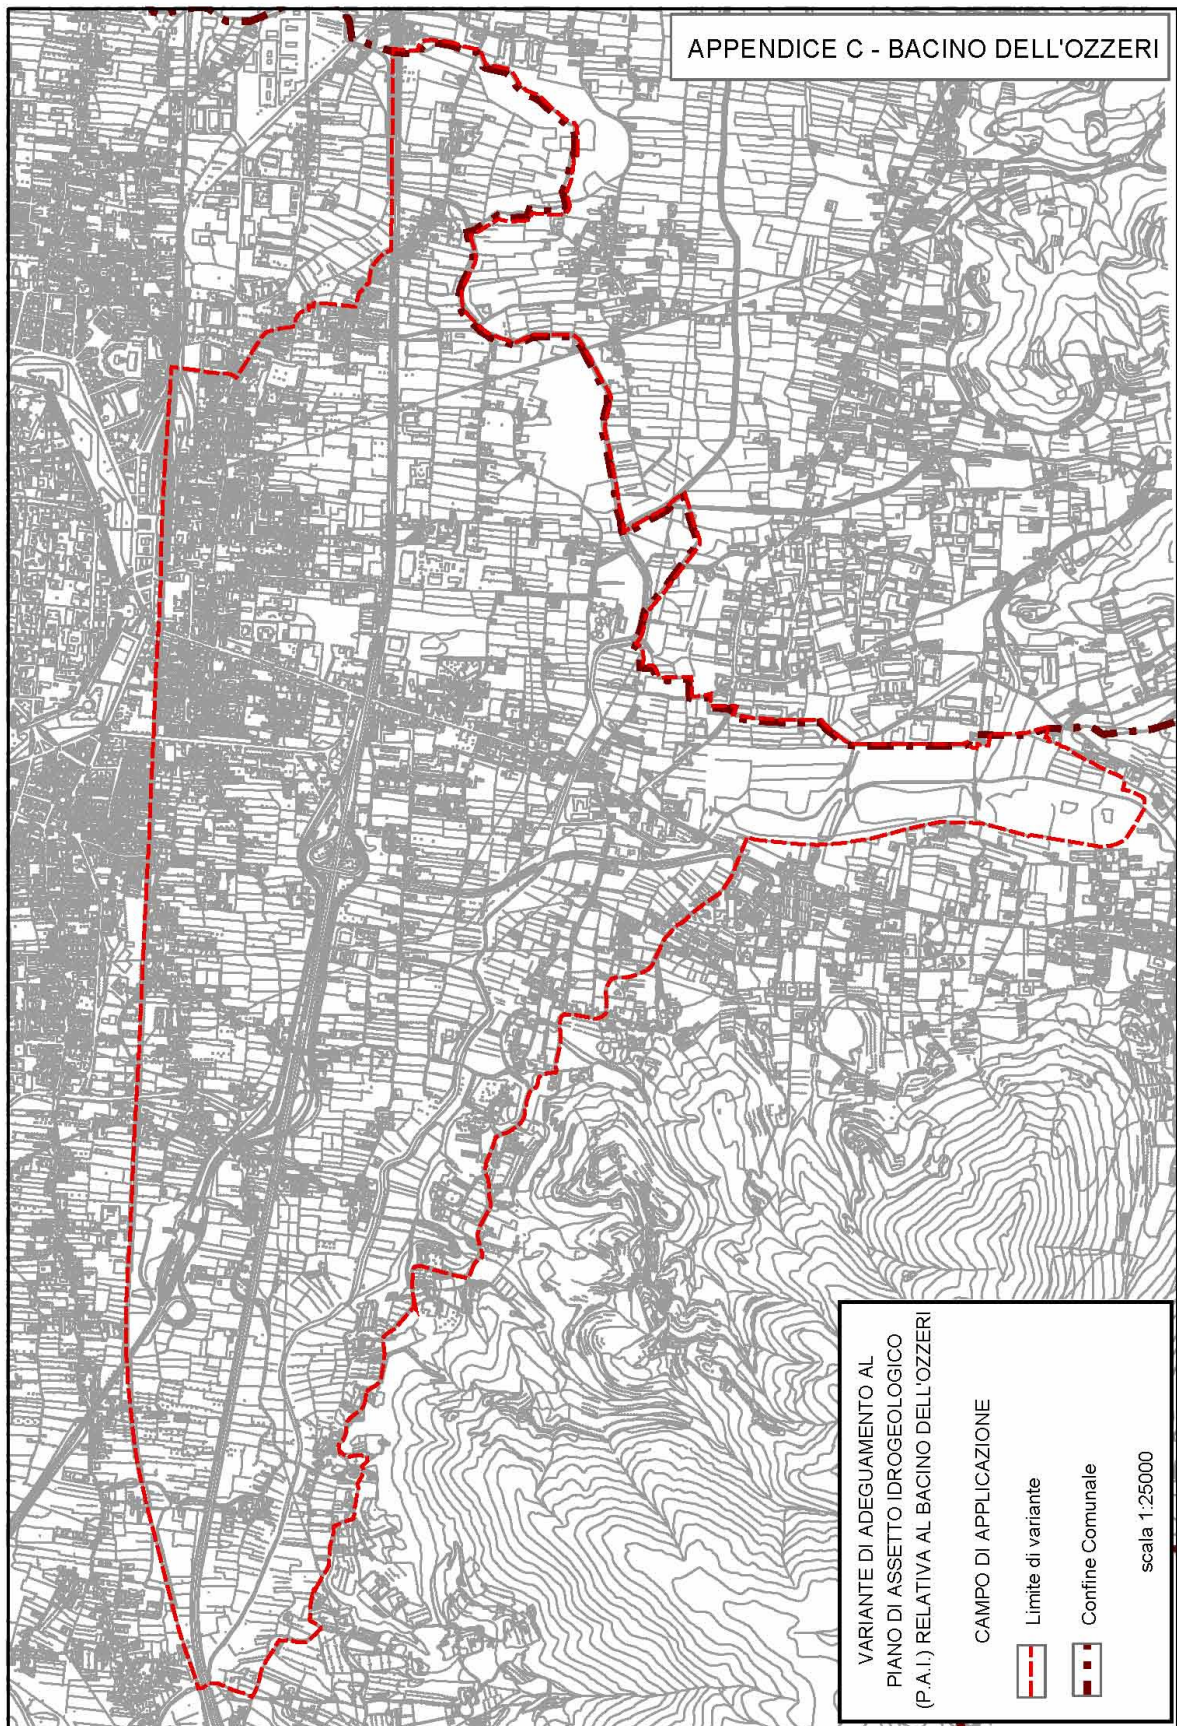 APPENDICE C - BACINO DELL'OZZERI
VARIANTE DI ADEGUAMENTO AL
PIANO DI ASSETTO IDROGEOLOGICO
(P.A.I.) RELATIVA AL BACINO DELL'OZZERI
CAMPO DI APPLICAZIONE
Limite di variante
Confine Comunale
scala 1:25000